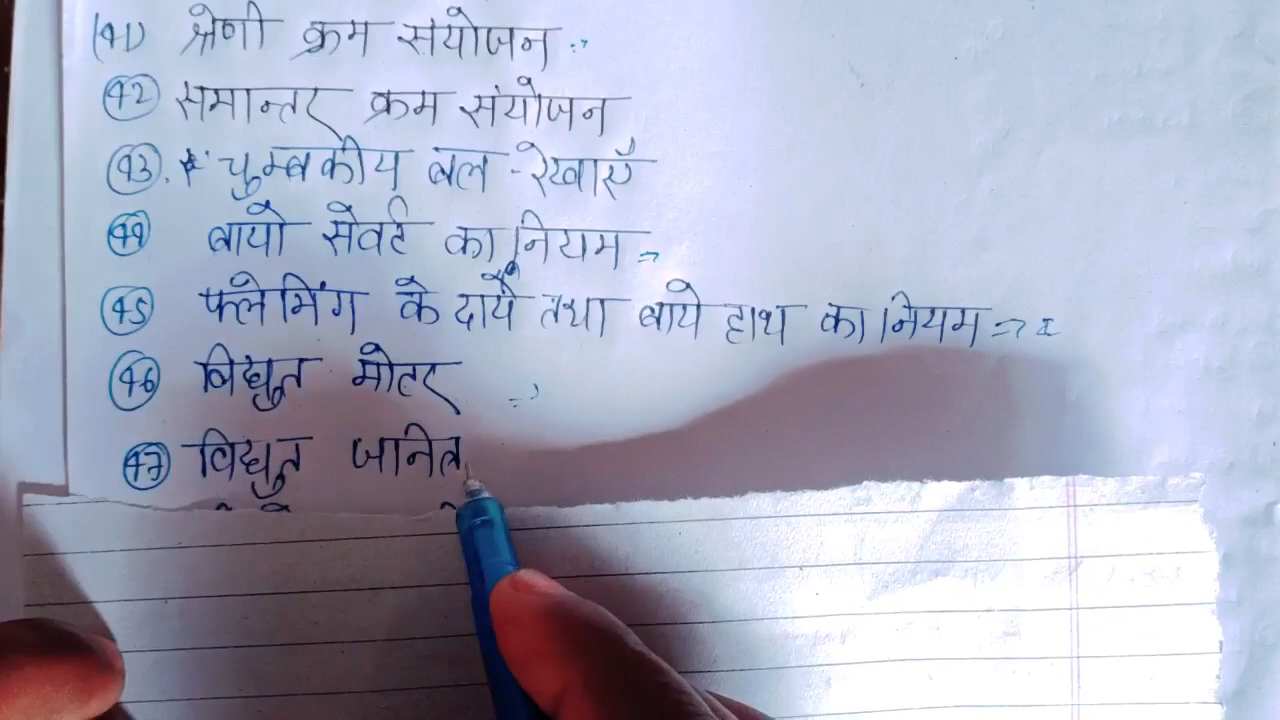 (41) श्रेणी क्रम संयोजन :-
(42) समान्तर क्रम संयोजन
(43). चुम्बकीय बल - रेखाएँ
(44) बायो सेवर्ट का नियम =>
(45) फ्लेमिंग के दायें तथा बायें हाथ का नियम =>
(46) विद्युत मोटर :-
(47) विद्युत जनित्र